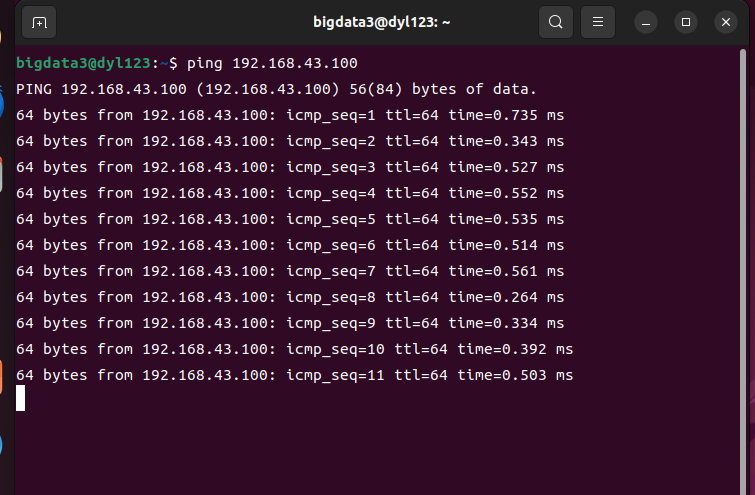 bigdata3@dyl123: ~
bigdata3@dyl123:~$ ping 192.168.43.100
PING 192.168.43.100 (192.168.43.100) 56(84) bytes of data.
64 bytes from 192.168.43.100: icmp_seq=1 ttl=64 time=0.735 ms
64 bytes from 192.168.43.100: icmp_seq=2 ttl=64 time=0.343 ms
64 bytes from 192.168.43.100: icmp_seq=3 ttl=64 time=0.527 ms
64 bytes from 192.168.43.100: icmp_seq=4 ttl=64 time=0.552 ms
64 bytes from 192.168.43.100: icmp_seq=5 ttl=64 time=0.535 ms
64 bytes from 192.168.43.100: icmp_seq=6 ttl=64 time=0.514 ms
64 bytes from 192.168.43.100: icmp_seq=7 ttl=64 time=0.561 ms
64 bytes from 192.168.43.100: icmp_seq=8 ttl=64 time=0.264 ms
64 bytes from 192.168.43.100: icmp_seq=9 ttl=64 time=0.334 ms
64 bytes from 192.168.43.100: icmp_seq=10 ttl=64 time=0.392 ms
64 bytes from 192.168.43.100: icmp_seq=11 ttl=64 time=0.503 ms